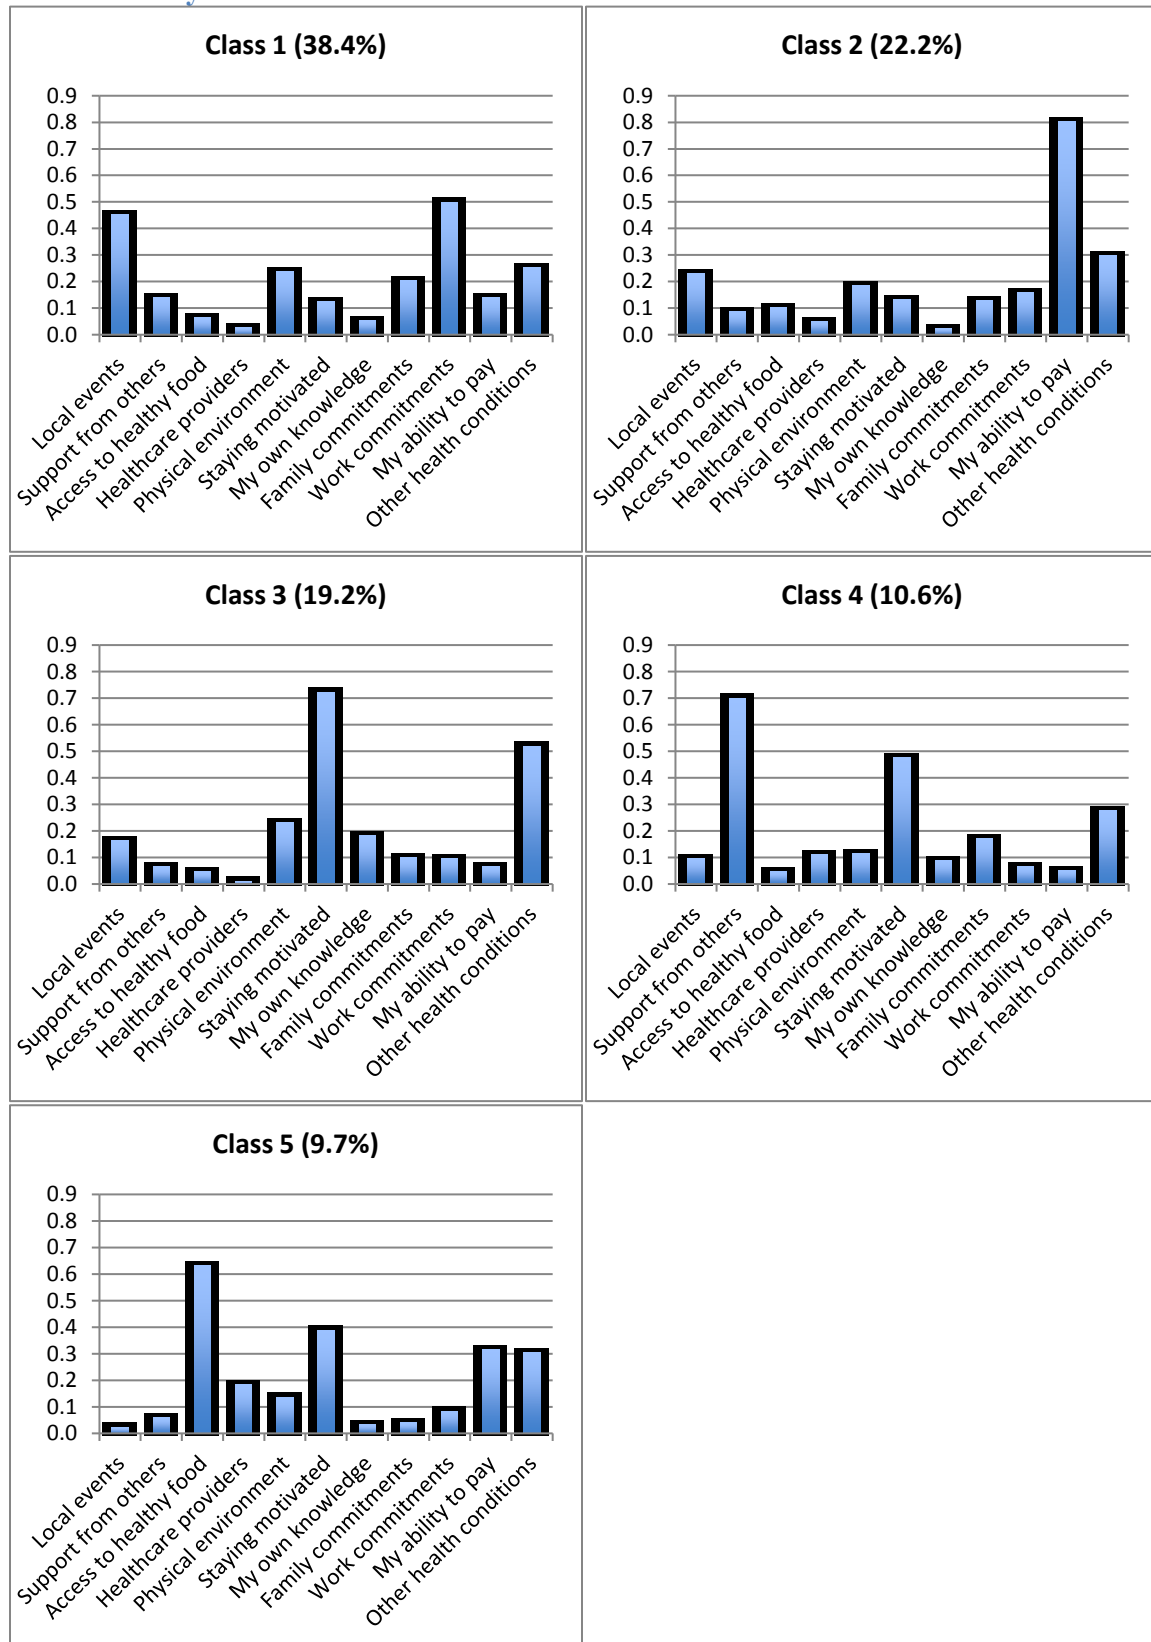 Class 1 (38.4%)
0.9
0.8
0.7
0.6
0.5
0.4
0.3
0.2
0.1
0.0
Local events
Support from others
Access to healthy food
Healthcare providers
Physical environment
Staying motivated
My own knowledge
Family commitments
Work commitments
My ability to pay
Other health conditions
Class 2 (22.2%)
0.9
0.8
0.7
0.6
0.5
0.4
0.3
0.2
0.1
0.0
Local events
Support from others
Access to healthy food
Healthcare providers
Physical environment
Staying motivated
My own knowledge
Family commitments
Work commitments
My ability to pay
Other health conditions
Class 3 (19.2%)
0.9
0.8
0.7
0.6
0.5
0.4
0.3
0.2
0.1
0.0
Local events
Support from others
Access to healthy food
Healthcare providers
Physical environment
Staying motivated
My own knowledge
Family commitments
Work commitments
My ability to pay
Other health conditions
Class 4 (10.6%)
0.9
0.8
0.7
0.6
0.5
0.4
0.3
0.2
0.1
0.0
Local events
Support from others
Access to healthy food
Healthcare providers
Physical environment
Staying motivated
My own knowledge
Family commitments
Work commitments
My ability to pay
Other health conditions
Class 5 (9.7%)
0.9
0.8
0.7
0.6
0.5
0.4
0.3
0.2
0.1
0.0
Local events
Support from others
Access to healthy food
Healthcare providers
Physical environment
Staying motivated
My own knowledge
Family commitments
Work commitments
My ability to pay
Other health conditions